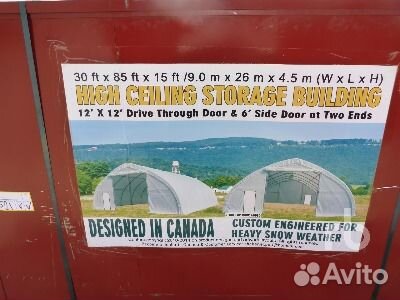 30 ft x 85 ft x 15 ft /9.0 m x 26 m x 4.5 m (W x L x H)
HIGH CEILING STORAGE BUILDING
12' X 12' Drive Through Door & 6' Side Door at Two Ends
DESIGNED IN CANADA
CUSTOM ENGINEERED FOR
HEAVY SNOW WEATHER
Avito